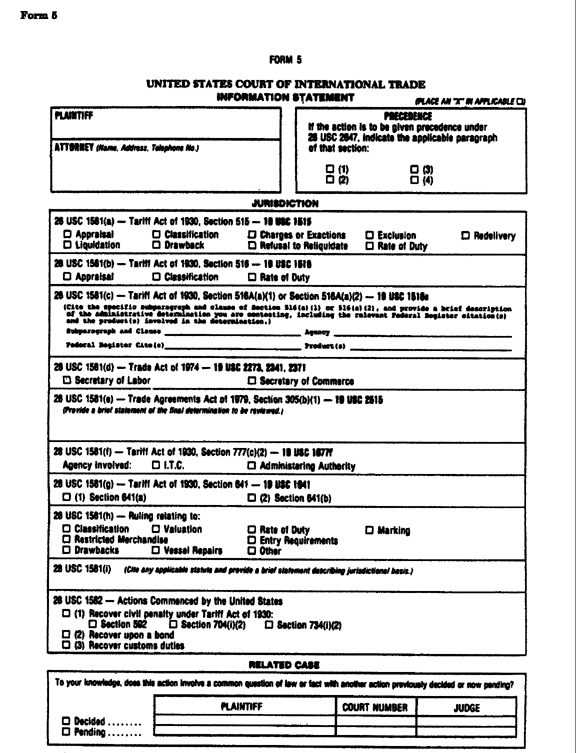 Form 5
FORM 5
UNITED STATES COURT OF INTERNATIONAL TRADE
INFORMATION STATEMENT
(PLACE AN "X" IN APPLICABLE ☐)
PLAINTIFF
ATTORNEY (Name, Address, Telephone No.)
PRECEDENCE
If the action is to be given precedence under
28 USC 2647, indicate the applicable paragraph
of that section:
☐ (1) ☐ (3)
☐ (2) ☐ (4)
JURISDICTION
28 USC 1581(a) — Tariff Act of 1930, Section 515 — 19 USC 1515
☐ Appraisal ☐ Classification ☐ Charges or Exactions ☐ Exclusion ☐ Redelivery
☐ Liquidation ☐ Drawback ☐ Refusal to Reliquidate ☐ Rate of Duty
28 USC 1581(b) — Tariff Act of 1930, Section 516 — 19 USC 1516
☐ Appraisal ☐ Classification ☐ Rate of Duty
28 USC 1581(c) — Tariff Act of 1930, Section 516A(a)(1) or Section 516A(a)(2) — 19 USC 1516a
(Cite the specific subparagraph and clause of Section 516(a)(1) or 516(a)(2), and provide a brief description
of the administrative determination you are contesting, including the relevant Federal Register citation(s)
and the product(s) involved in the determination.)
Subparagraph and Clause Agency
Federal Register Cite(s) Product(s)
28 USC 1581(d) — Trade Act of 1974 — 19 USC 2273, 2341, 2371
☐ Secretary of Labor ☐ Secretary of Commerce
28 USC 1581(e) — Trade Agreements Act of 1979, Section 305(b)(1) — 19 USC 2515
(Provide a brief statement of the final determination to be reviewed.)
28 USC 1581(f) — Tariff Act of 1930, Section 777(c)(2) — 19 USC 1677f
Agency involved: ☐ I.T.C. ☐ Administering Authority
28 USC 1581(g) — Tariff Act of 1930, Section 641 — 19 USC 1641
☐ (1) Section 641(a) ☐ (2) Section 641(b)
28 USC 1581(h) — Ruling relating to:
☐ Classification ☐ Valuation ☐ Rate of Duty ☐ Marking
☐ Restricted Merchandise ☐ Entry Requirements
☐ Drawbacks ☐ Vessel Repairs ☐ Other
28 USC 1581(i) (Cite any applicable statute and provide a brief statement describing jurisdictional basis.)
28 USC 1582 — Actions Commenced by the United States
☐ (1) Recover civil penalty under Tariff Act of 1930:
☐ Section 592 ☐ Section 704(i)(2) ☐ Section 734(i)(2)
☐ (2) Recover upon a bond
☐ (3) Recover customs duties
RELATED CASE
To your knowledge, does this action involve a common question of law or fact with another action previously decided or now pending?
PLAINTIFF COURT NUMBER JUDGE
☐ Decided ........
☐ Pending ........